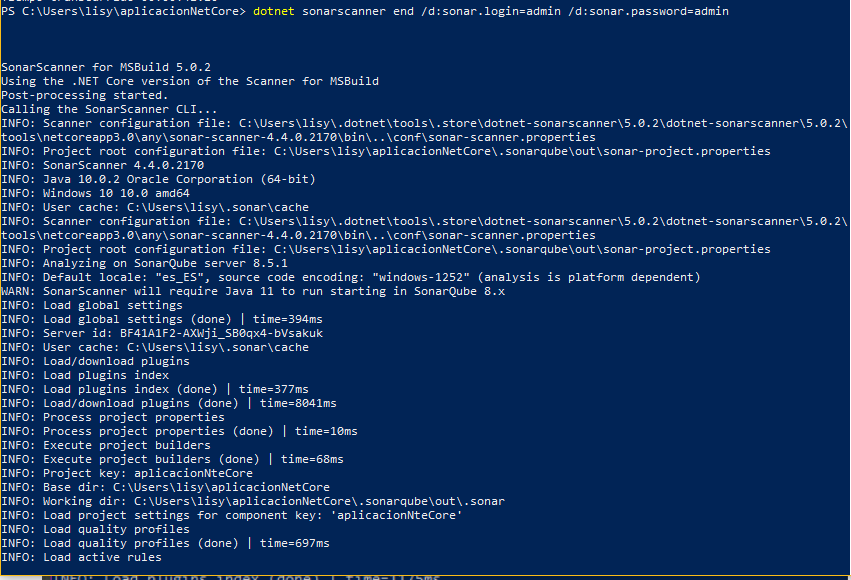 PS C:\Users\lisy\aplicacionNetCore> dotnet sonarscanner end /d:sonar.login=admin /d:sonar.password=admin
SonarScanner for MSBuild 5.0.2
Using the .NET Core version of the Scanner for MSBuild
Post-processing started.
Calling the SonarScanner CLI...
INFO: Scanner configuration file: C:\Users\lisy\.dotnet\tools\.store\dotnet-sonarscanner\5.0.2\dotnet-sonarscanner\5.0.2\
tools\netcoreapp3.0\any\sonar-scanner-4.4.0.2170\bin\..\conf\sonar-scanner.properties
INFO: Project root configuration file: C:\Users\lisy\aplicacionNetCore\.sonarqube\out\sonar-project.properties
INFO: SonarScanner 4.4.0.2170
INFO: Java 10.0.2 Oracle Corporation (64-bit)
INFO: Windows 10 10.0 amd64
INFO: User cache: C:\Users\lisy\.sonar\cache
INFO: Scanner configuration file: C:\Users\lisy\.dotnet\tools\.store\dotnet-sonarscanner\5.0.2\dotnet-sonarscanner\5.0.2\
tools\netcoreapp3.0\any\sonar-scanner-4.4.0.2170\bin\..\conf\sonar-scanner.properties
INFO: Project root configuration file: C:\Users\lisy\aplicacionNetCore\.sonarqube\out\sonar-project.properties
INFO: Analyzing on SonarQube server 8.5.1
INFO: Default locale: "es_ES", source code encoding: "windows-1252" (analysis is platform dependent)
WARN: SonarScanner will require Java 11 to run starting in SonarQube 8.x
INFO: Load global settings
INFO: Load global settings (done) | time=394ms
INFO: Server id: BF41A1F2-AXWji_SB0qx4-bVsakuk
INFO: User cache: C:\Users\lisy\.sonar\cache
INFO: Load/download plugins
INFO: Load plugins index
INFO: Load plugins index (done) | time=377ms
INFO: Load/download plugins (done) | time=8041ms
INFO: Process project properties
INFO: Process project properties (done) | time=10ms
INFO: Execute project builders
INFO: Execute project builders (done) | time=68ms
INFO: Project key: aplicacionNteCore
INFO: Base dir: C:\Users\lisy\aplicacionNetCore
INFO: Working dir: C:\Users\lisy\aplicacionNetCore\.sonarqube\out\.sonar
INFO: Load project settings for component key: 'aplicacionNteCore'
INFO: Load quality profiles
INFO: Load quality profiles (done) | time=697ms
INFO: Load active rules
INFO: Load plugins index (done) | time=1175ms